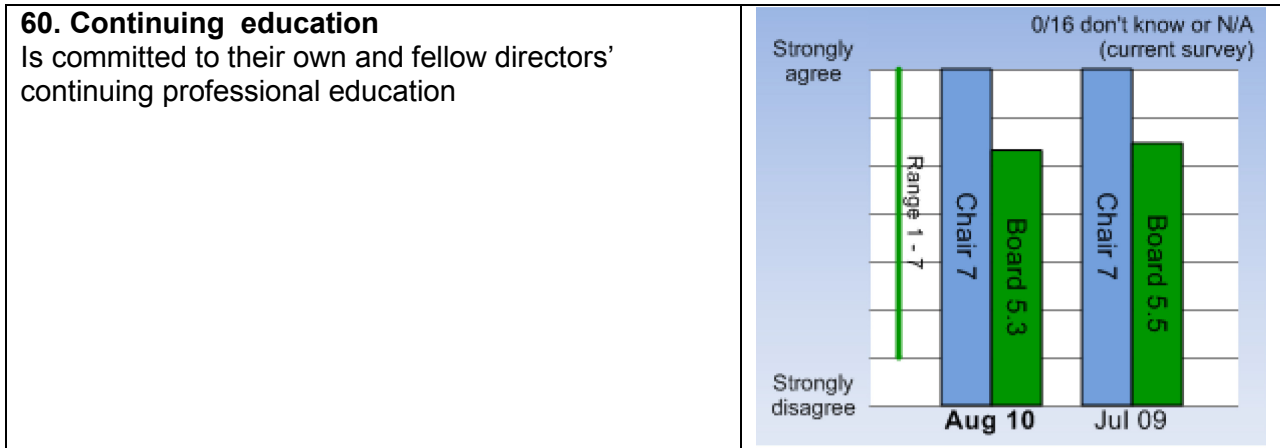 60. Continuing  education
Is committed to their own and fellow directors’
continuing professional education
0/16 don't know or N/A
(current survey)
Strongly
agree
Range 1 - 7
Chair 7
Board 5.3
Chair 7
Board 5.5
Strongly
disagree
Aug 10
Jul 09